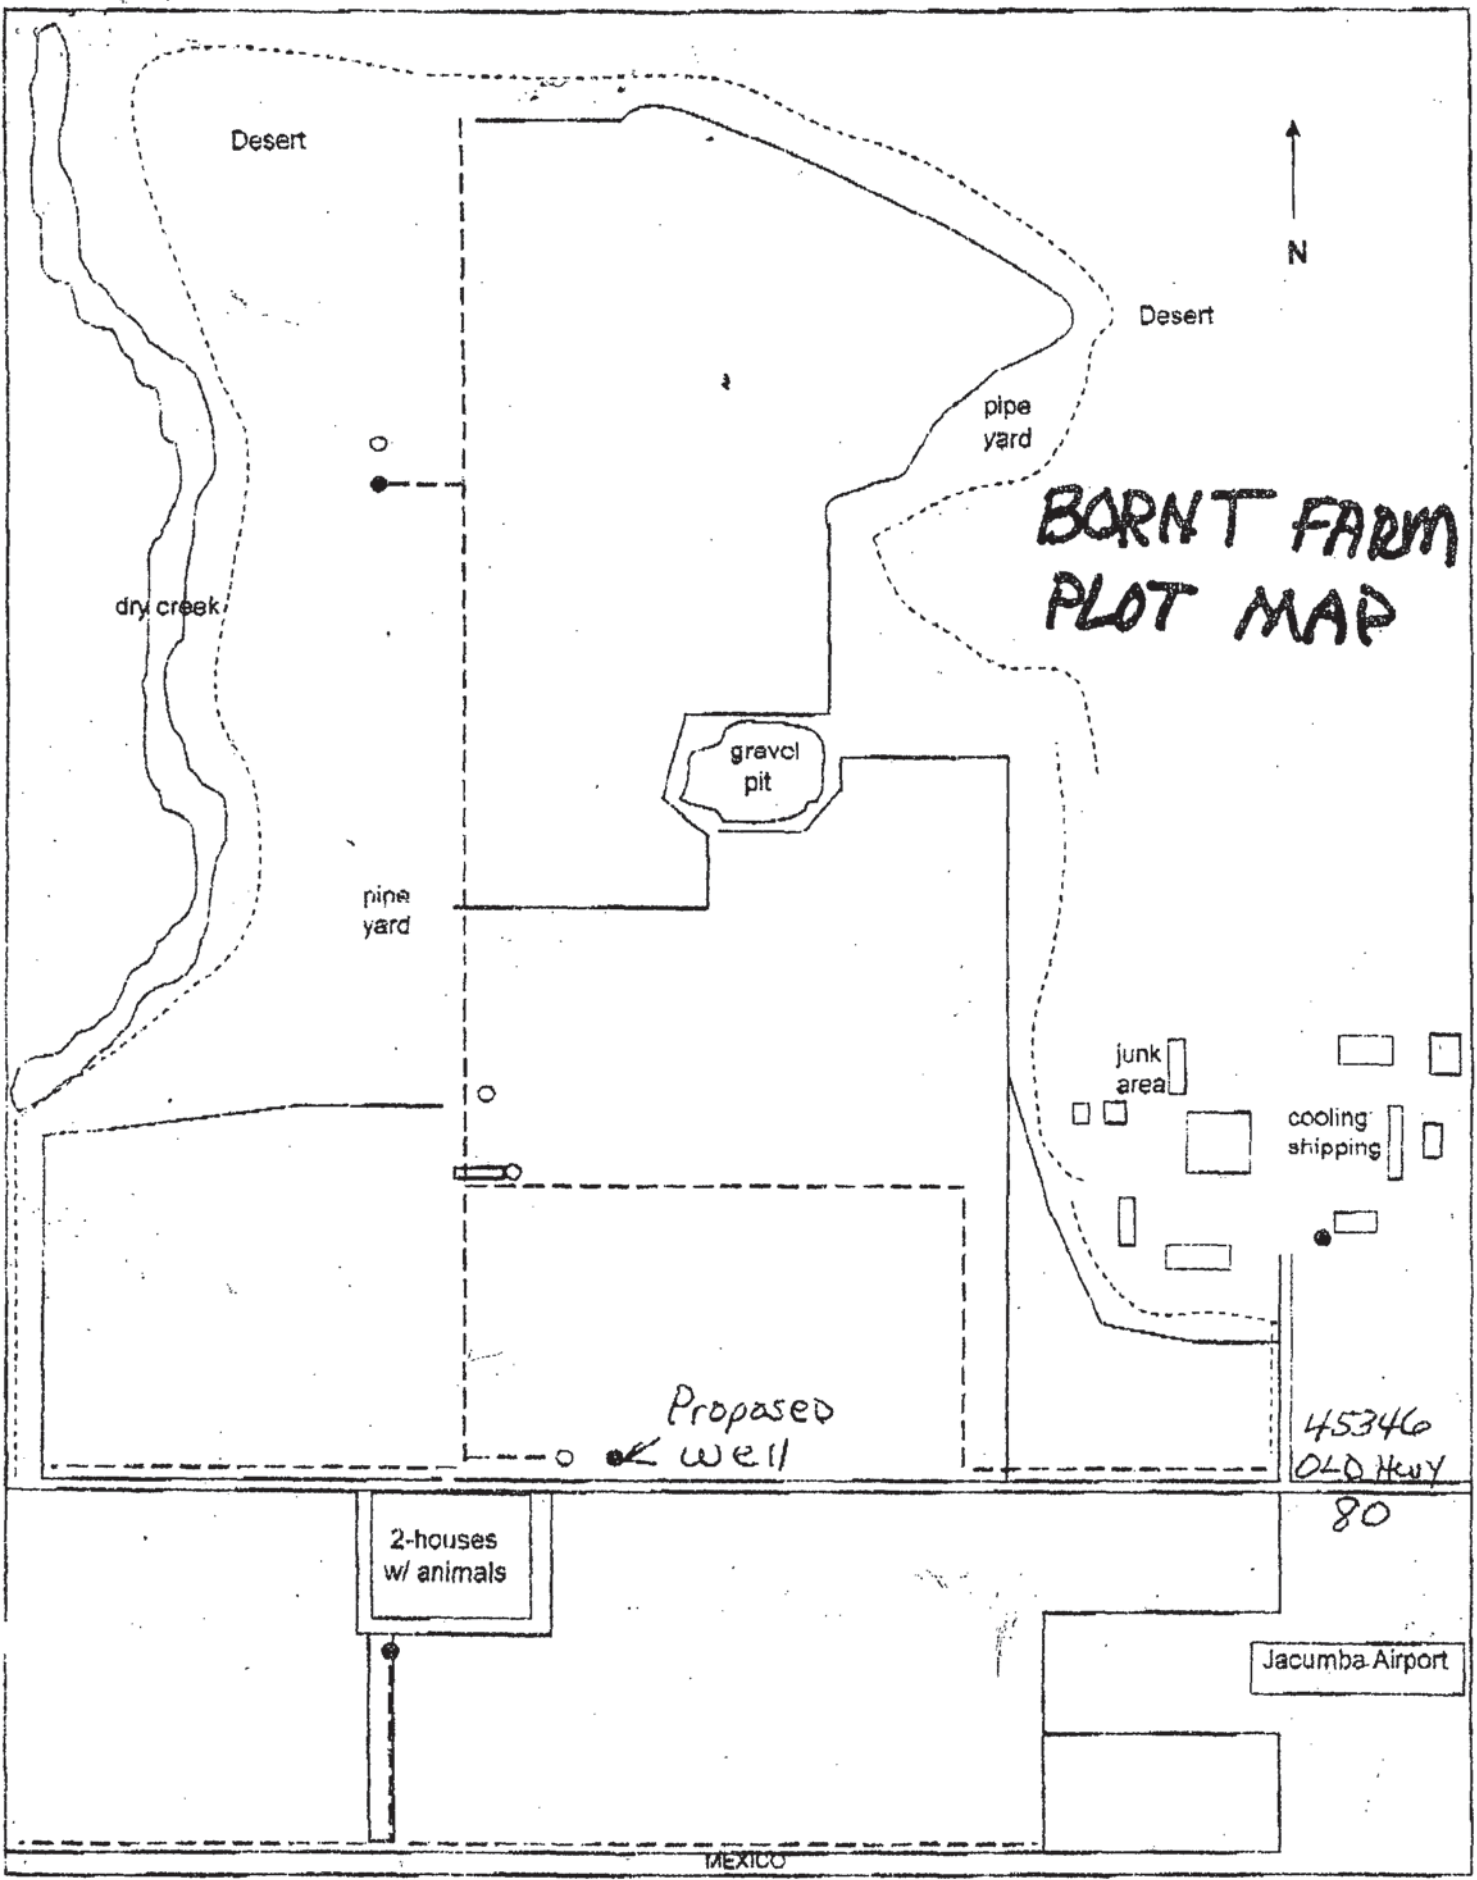 Desert
N
Desert
pipe
yard
BORNT FARM
PLOT MAP
dry creek
gravel
pit
pipe
yard
junk
area
cooling
shipping
Proposed
well
45346
OLD Hwy
80
2-houses
w/ animals
Jacumba Airport
MEXICO